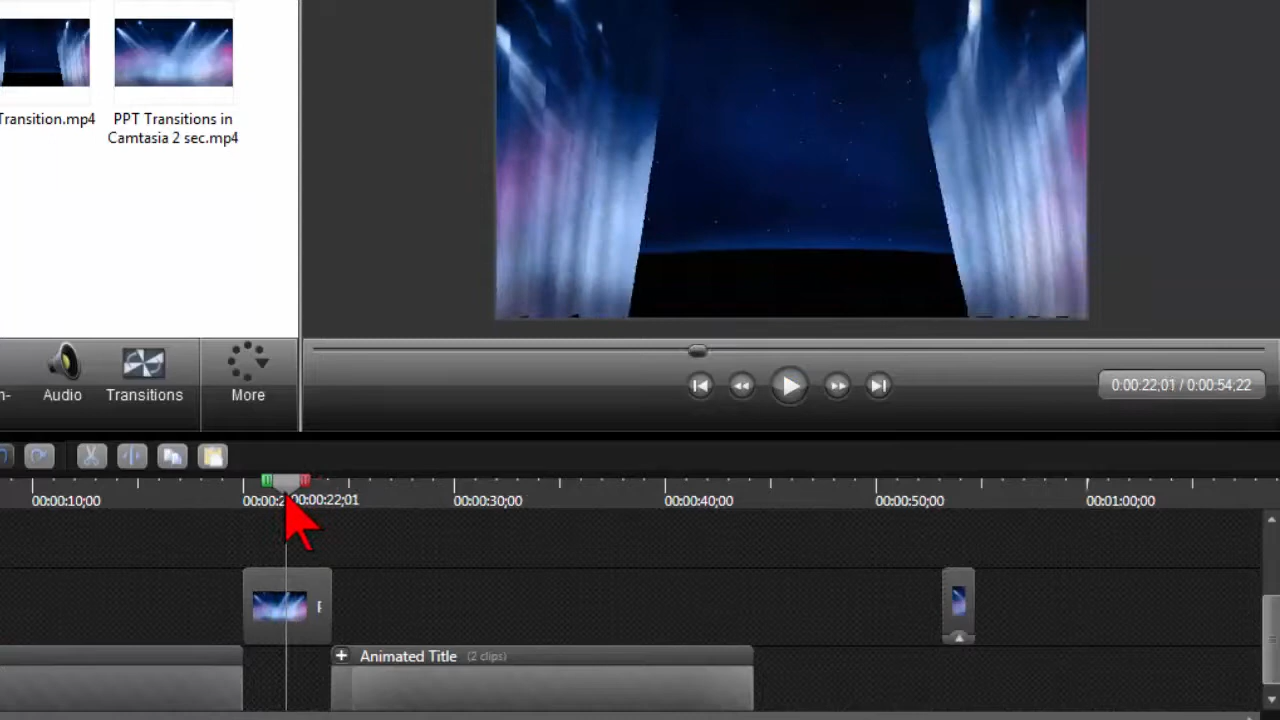 Transition.mp4
PPT Transitions in
Camtasia 2 sec.mp4
n-
Audio
Transitions
More
0:00:22;01 / 0:00:54;22
00:00:10;00
00:00:2
00:00:22;01
00:00:30;00
00:00:40;00
00:00:50;00
00:01:00;00
Animated Title (2 clips)